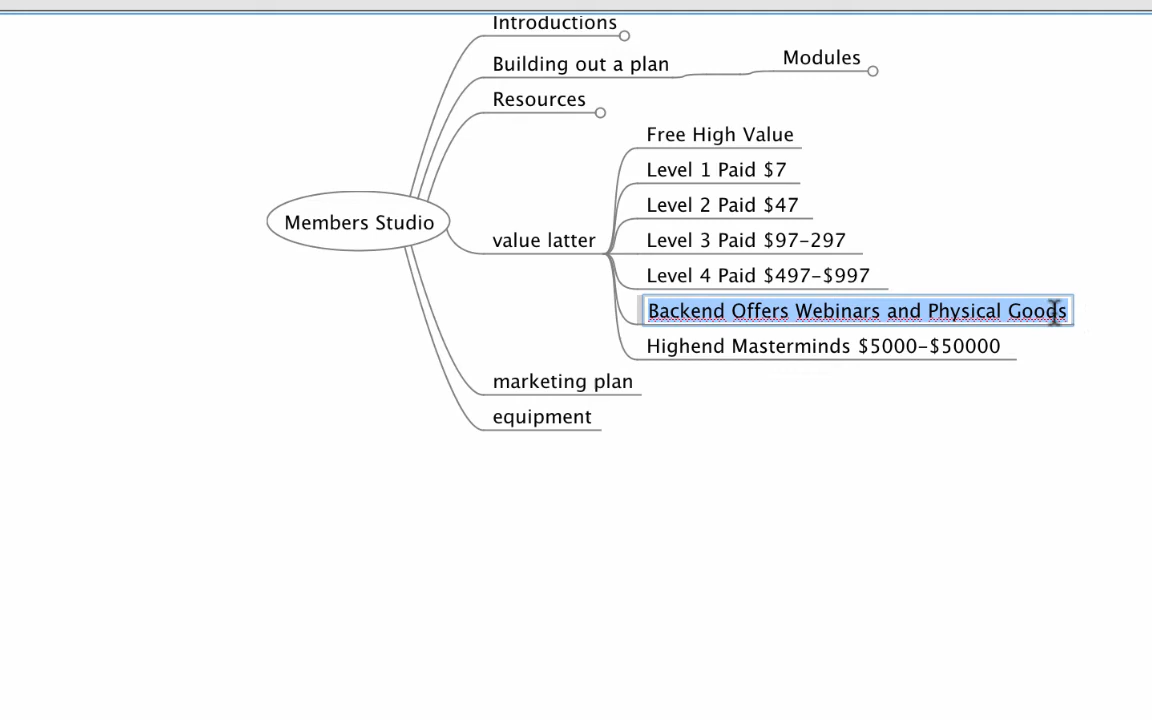 Introductions
Building out a plan
Modules
Resources
Free High Value
Level 1 Paid $7
Level 2 Paid $47
Members Studio
value latter
Level 3 Paid $97-297
Level 4 Paid $497-$997
Backend Offers Webinars and Physical Goods
Highend Masterminds $5000-$50000
marketing plan
equipment